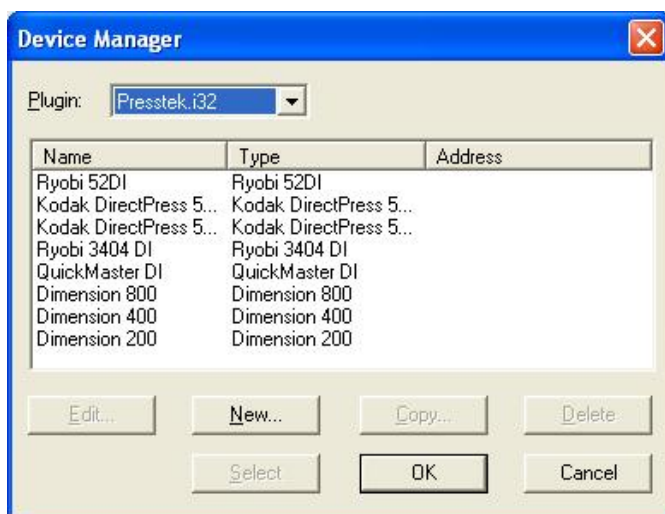 Device Manager
Plugin: Presstek.i32
Name Type Address
Ryobi 52DI Ryobi 52DI
Kodak DirectPress 5... Kodak DirectPress 5...
Kodak DirectPress 5... Kodak DirectPress 5...
Ryobi 3404 DI Ryobi 3404 DI
QuickMaster DI QuickMaster DI
Dimension 800 Dimension 800
Dimension 400 Dimension 400
Dimension 200 Dimension 200
Edit... New... Copy... Delete
Select OK Cancel